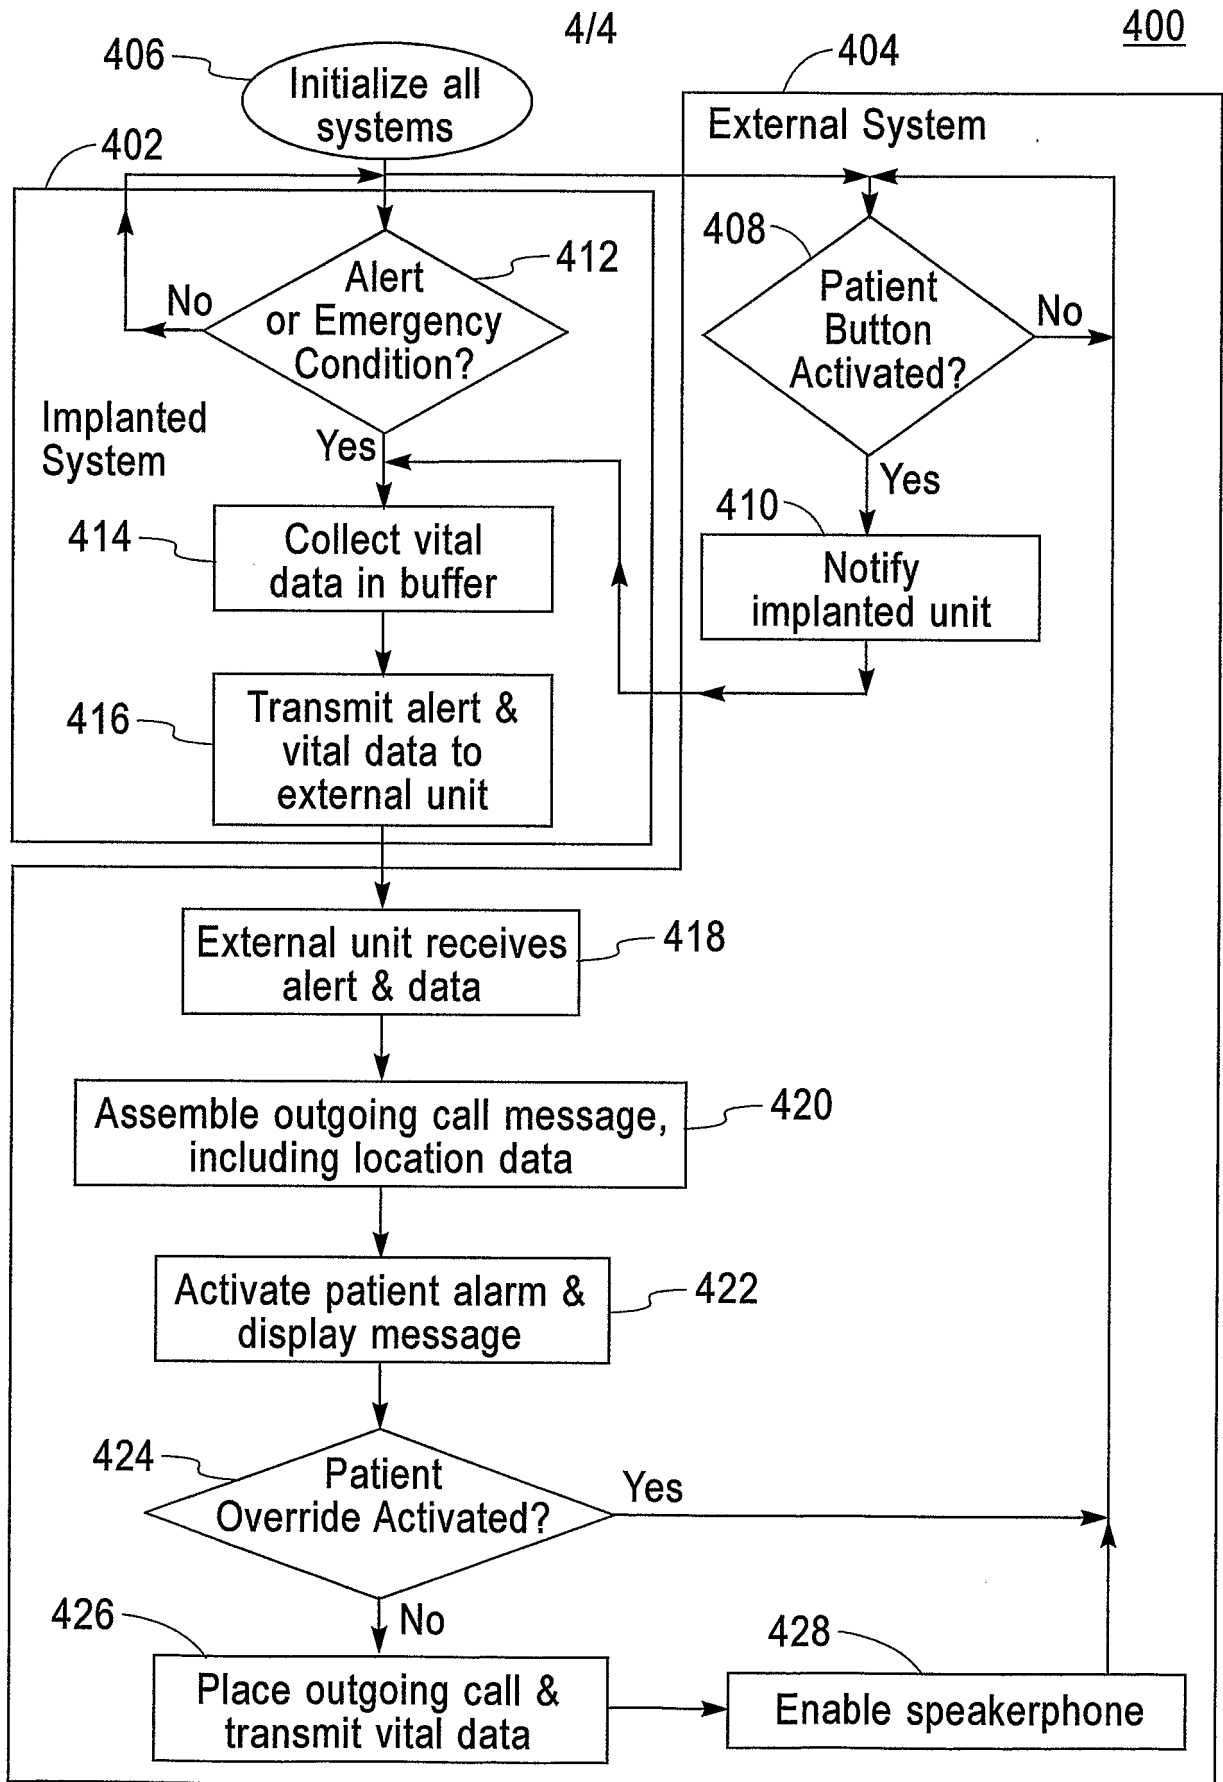 4/4
400
406
Initialize all
systems
404
External System
402
408
412
Alert
or Emergency
Condition?
No
Patient
Button
Activated?
No
Implanted
System
Yes
Yes
410
414
Collect vital
data in buffer
Notify
implanted unit
416
Transmit alert &
vital data to
external unit
External unit receives
alert & data
418
Assemble outgoing call message,
including location data
420
Activate patient alarm &
display message
422
424
Patient
Override Activated?
Yes
426
No
428
Place outgoing call &
transmit vital data
Enable speakerphone